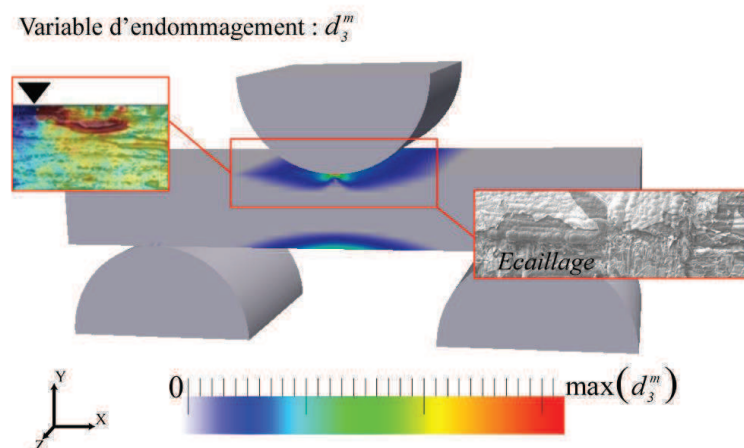 Variable d’endommagement : d₃ᵐ
Ecaillage
Y
X
Z
0
max(d₃ᵐ)